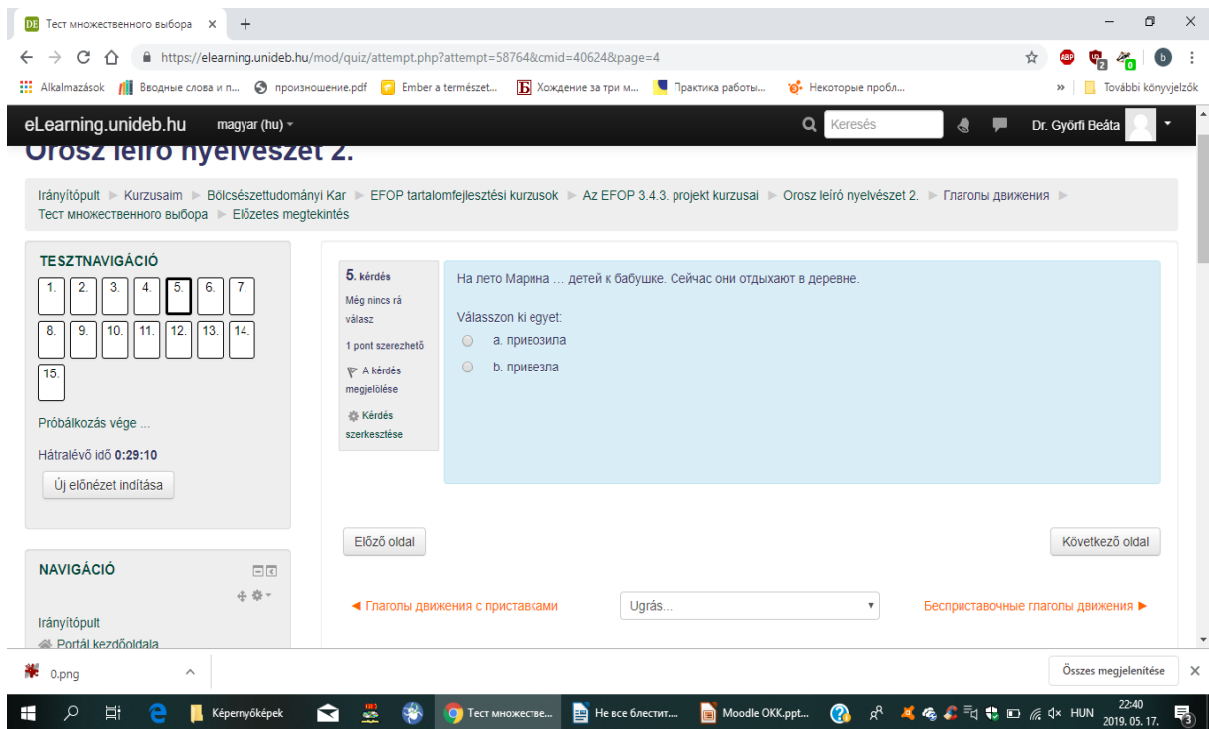 Тест множественного выбора
https://elearning.unideb.hu/mod/quiz/attempt.php?attempt=58764&cmid=40624&page=4
ABP
2
0
b
Alkalmazások
Вводные слова и п...
произношение.pdf
Ember a természet...
Хождение за три м...
Практика работы...
Некоторые пробл...
»
További könyvjelzők
eLearning.unideb.hu
magyar (hu)
Keresés
Dr. Győrfi Beáta
Orosz leíró nyelvészet 2.
Irányítópult ► Kurzusaim ► Bölcsészettudományi Kar ► EFOP tartalomfejlesztési kurzusok ► Az EFOP 3.4.3. projekt kurzusai ► Orosz leíró nyelvészet 2. ► Глаголы движения ►
Тест множественного выбора ► Előzetes megtekintés
TESZTNAVIGÁCIÓ
1. 2. 3. 4. 5. 6. 7.
8. 9. 10. 11. 12. 13. 14.
15.
Próbálkozás vége ...
Hátralévő idő 0:29:10
Új előnézet indítása
5. kérdés
Még nincs rá
válasz
1 pont szerezhető
A kérdés
megjelölése
Kérdés
szerkesztése
На лето Марина ... детей к бабушке. Сейчас они отдыхают в деревне.
Válasszon ki egyet:
a. привозила
b. привезла
Előző oldal
Következő oldal
◄ Глаголы движения с приставками
Ugrás...
Бесприставочные глаголы движения ►
NAVIGÁCIÓ
Irányítópult
Portál kezdőoldala
0.png
Összes megjelenítése
Képernyőképek
Тест множестве...
Не все блестит....
Moodle OKK.ppt...
HUN
22:40
2019. 05. 17.
3